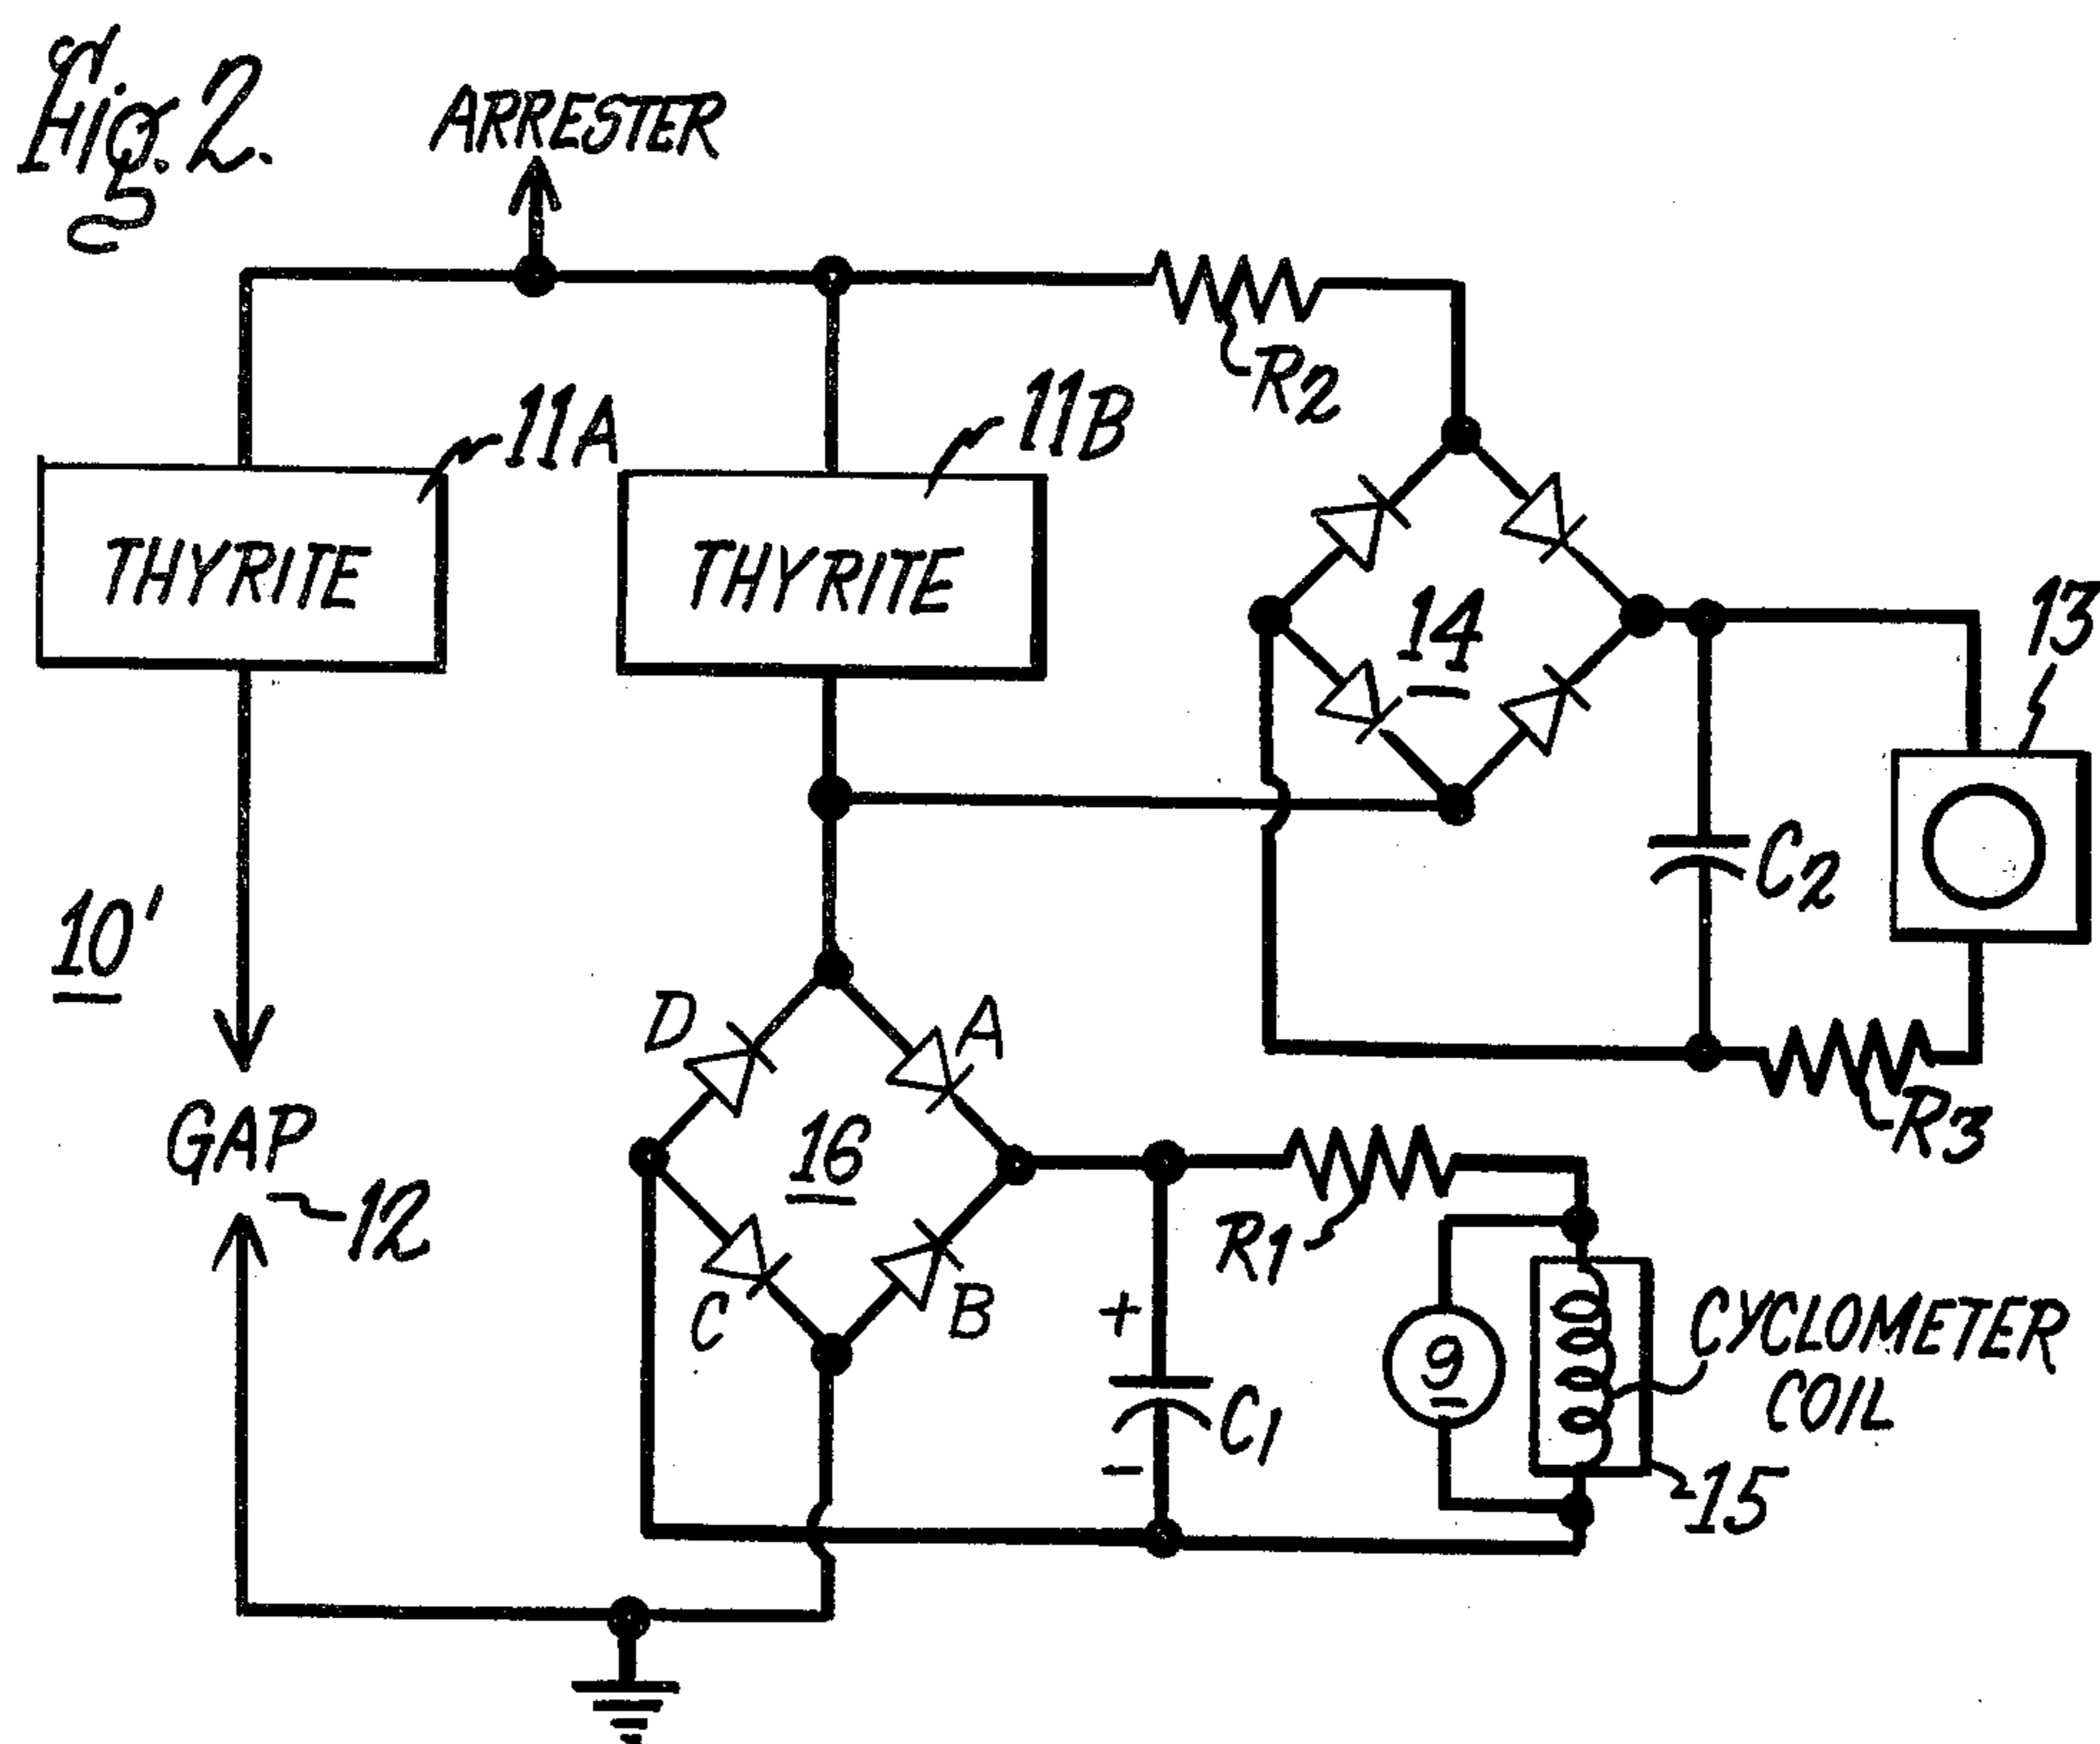 Fig. 2.
ARRESTER
R2
11A
11B
THYRITE
THYRITE
14
13
C2
10'
D
A
16
R3
GAP
12
R1
C
B
+
C1
-
9
CYCLOMETER
COIL
15